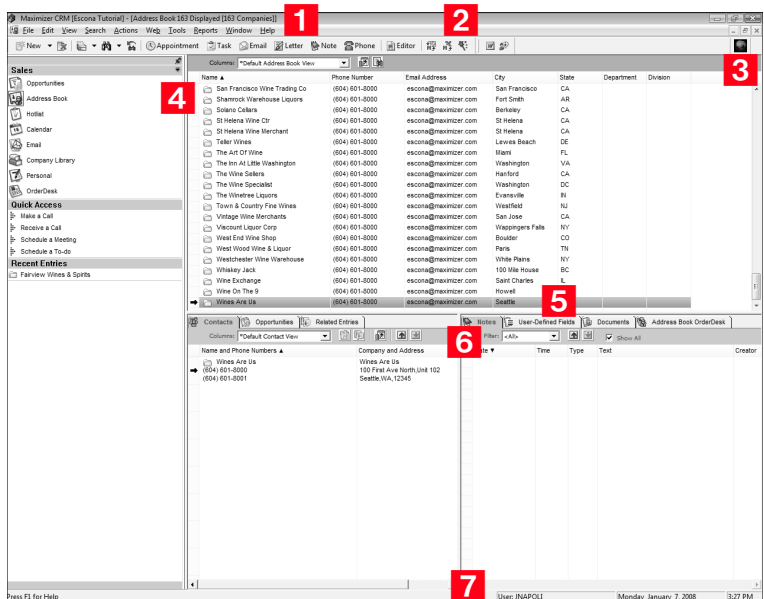 Maximizer CRM [Escona Tutorial] - [Address Book 163 Displayed (163 Companies)]
1
2
File Edit View Search Actions Web Tools Reports Window Help
New Appointment Task Email Letter Note Phone Editor
3
Sales
Opportunities
Address Book
Hotlist
Calendar
Email
Company Library
Personal
OrderDesk
Quick Access
Make a Call
Receive a Call
Schedule a Meeting
Schedule a To-do
Recent Entries
Fairview Wines & Spirits
4
Columns: *Default Address Book View
Name Phone Number Email Address City State Department Division
San Francisco Wine Trading Co (604) 601-8000 escona@maximizer.com San Francisco CA
Shamrock Warehouse Liquors (604) 601-8000 escona@maximizer.com Fort Smith AR
Solano Cellars (604) 601-8000 escona@maximizer.com Berkeley CA
St Helena Wine Ctr (604) 601-8000 escona@maximizer.com St Helena CA
St Helena Wine Merchant (604) 601-8000 escona@maximizer.com St Helena CA
Teller Wines (604) 601-8000 escona@maximizer.com Lewes Beach DE
The Art Of Wine (604) 601-8000 escona@maximizer.com Miami FL
The Inn At Little Washington (604) 601-8000 escona@maximizer.com Washington VA
The Wine Sellers (604) 601-8000 escona@maximizer.com Hanford CA
The Wine Specialist (604) 601-8000 escona@maximizer.com Washington DC
The Winetree Liquors (604) 601-8000 escona@maximizer.com Evansville IN
Town & Country Fine Wines (604) 601-8000 escona@maximizer.com Westfield NJ
Vintage Wine Merchants (604) 601-8000 escona@maximizer.com San Jose CA
Viscount Liquor Corp (604) 601-8000 escona@maximizer.com Wappingers Falls NY
West End Wine Shop (604) 601-8000 escona@maximizer.com Boulder CO
West Wood Wine & Liquor (604) 601-8000 escona@maximizer.com Paris TN
Westchester Wine Warehouse (604) 601-8000 escona@maximizer.com White Plains NY
Whiskey Jack (604) 601-8000 escona@maximizer.com 100 Mile House BC
Wine Exchange (604) 601-8000 escona@maximizer.com Saint Charles IL
Wine On The 9 (604) 601-8000 escona@maximizer.com Howell
Wines Are Us (604) 601-8000 escona@maximizer.com Seattle
5
Contacts Opportunities Related Entries
Columns: *Default Contact View
Name and Phone Numbers Company and Address
Wines Are Us Wines Are Us
(604) 601-8000 100 First Ave North,Unit 102
(604) 601-8001 Seattle,WA,12345
6
Notes User-Defined Fields Documents Address Book OrderDesk
Filter: <All> Show All
Time Type Text Creator
7
Press F1 for Help User: JNAPOLI Monday, January 7, 2008 3:27 PM